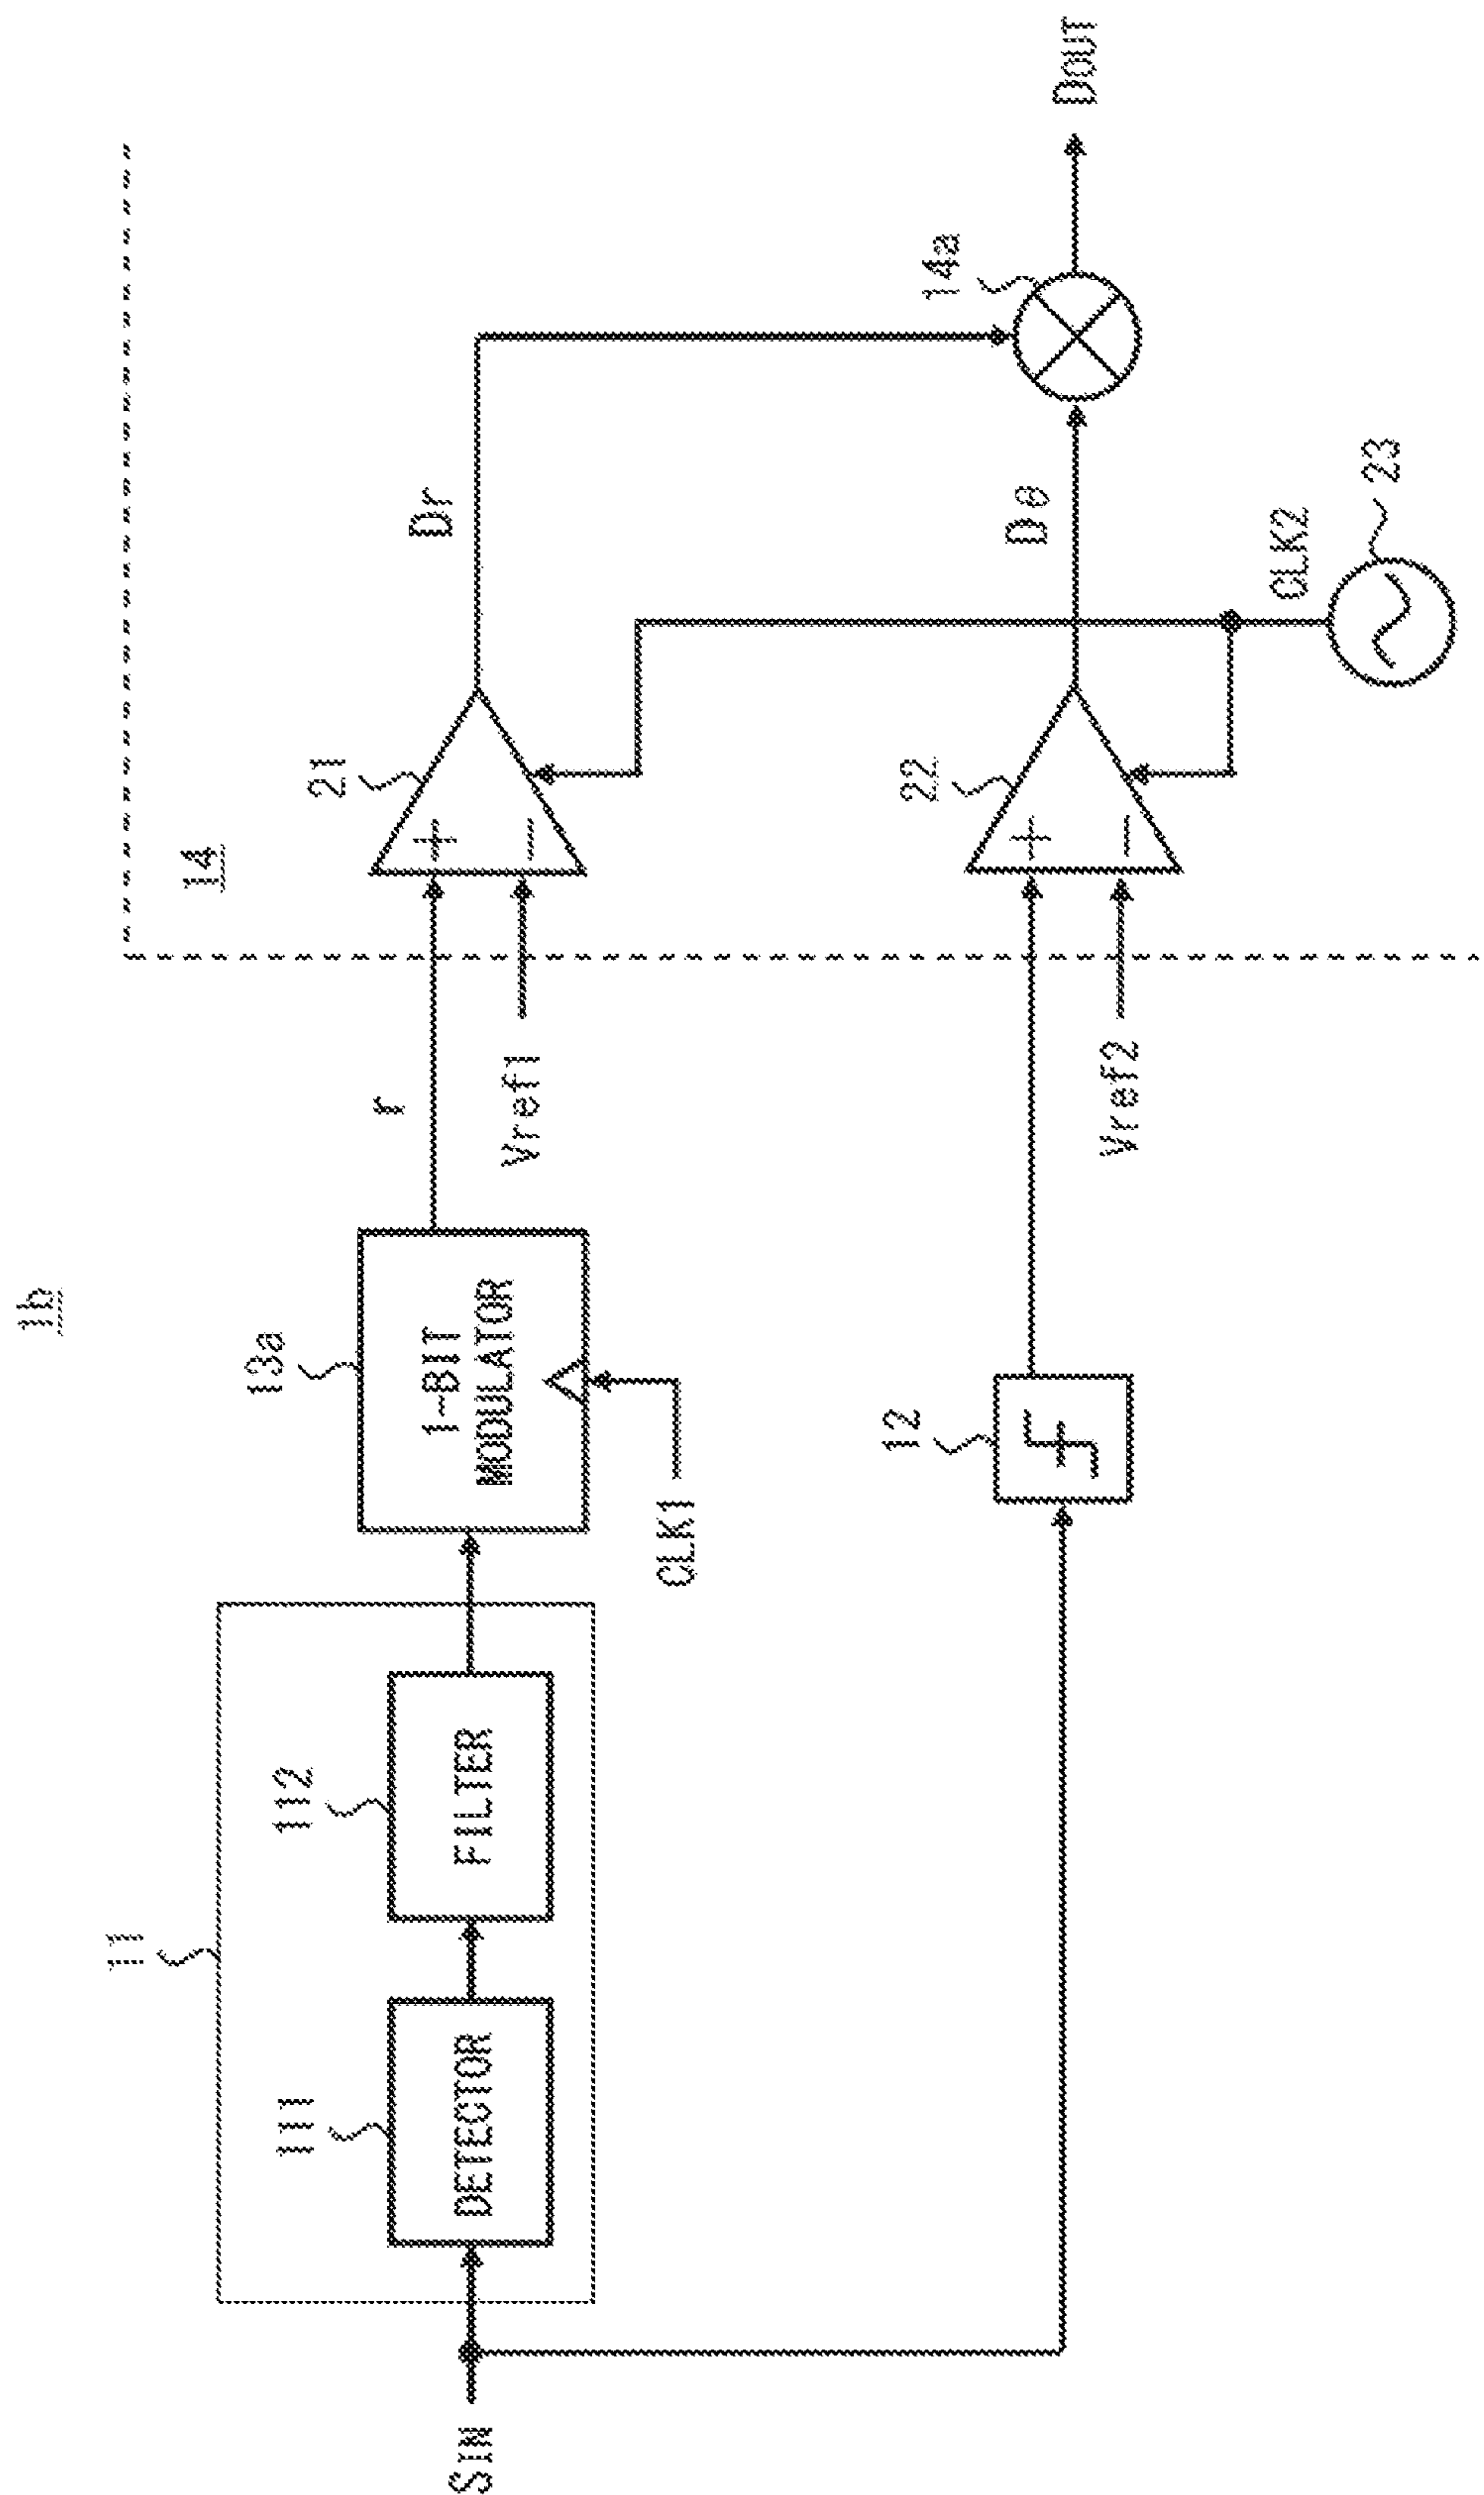 1b
14
11
111
DETECTOR
112
FILTER
13a
1-BIT
MODULATOR
CLK1
r
Vref1
21
Dr
SIN
12
Vref2
22
Dθ
14a
DOUT
CLK2
23